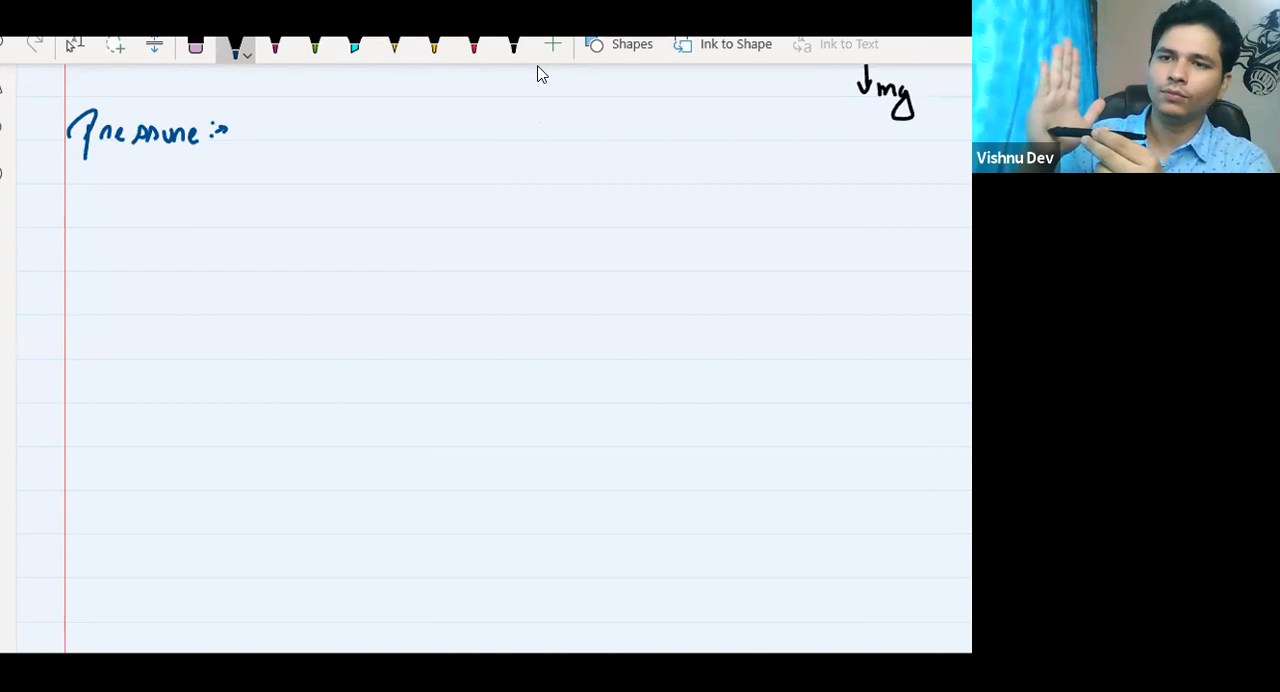 Shapes
Ink to Shape
Ink to Text
mg
Pressure :→
Vishnu Dev